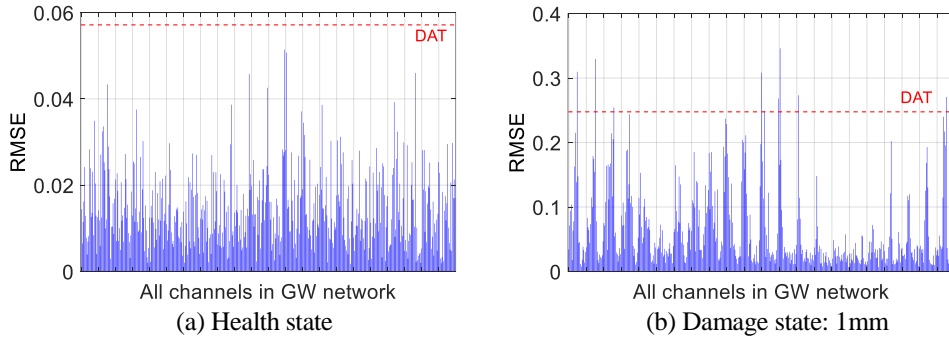 0.06
DAT
0.04
RMSE
0.02
0
All channels in GW network
(a) Health state
0.4
0.3
DAT
RMSE
0.2
0.1
0
All channels in GW network
(b) Damage state: 1mm